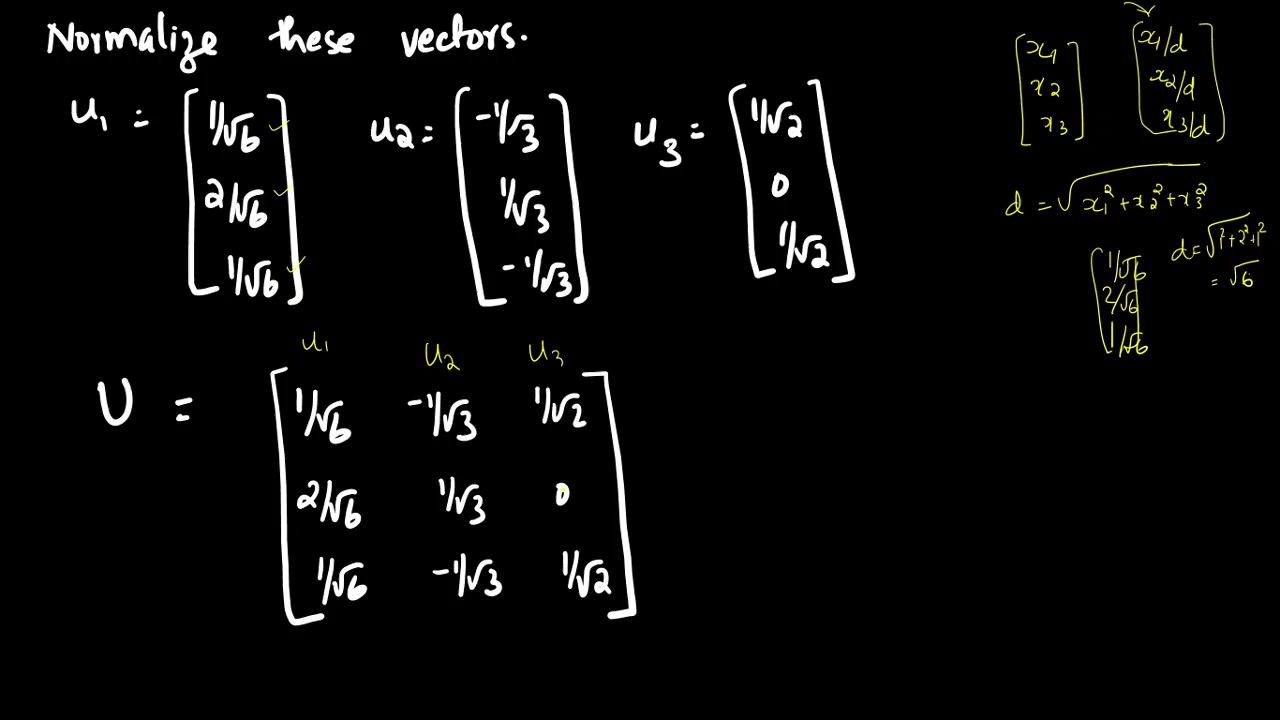 Normalize these vectors.
u1 = [1/√6 2/√6 1/√6] u2 = [-1/√3 1/√3 -1/√3] u3 = [1/√2 0 1/√2]
[x1 x2 x3] [x1/d x2/d x3/d]
d = √x1² + x2² + x3²
d = √1² + 2² + 1²
= √6
[1/√6 2/√6 1/√6]
u1 u2 u3
U =
1/√6 -1/√3 1/√2
2/√6 1/√3 0
1/√6 -1/√3 1/√2